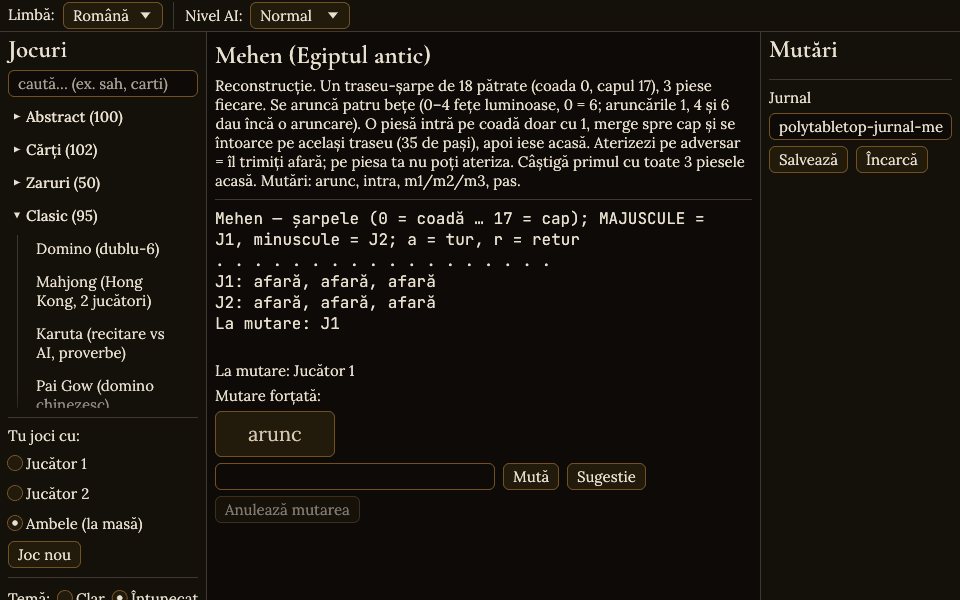 Limbă: Română ▼ Nivel AI: Normal ▼
Jocuri
caută... (ex. sah, carti)
▸ Abstract (100)
▸ Cărți (102)
▸ Zaruri (50)
▾ Clasic (95)
Domino (dublu-6)
Mahjong (Hong
Kong, 2 jucători)
Karuta (recitare vs
AI, proverbe)
Pai Gow (domino
chinezesc)
Tu joci cu:
Jucător 1
Jucător 2
Ambele (la masă)
Joc nou
Temă: Clar Întunecat
Mehen (Egiptul antic)
Reconstrucție. Un traseu-șarpe de 18 pătrate (coada 0, capul 17), 3 piese
fiecare. Se aruncă patru bețe (0–4 fețe luminoase, 0 = 6; aruncările 1, 4 și 6
dau încă o aruncare). O piesă intră pe coadă doar cu 1, merge spre cap și se
întoarce pe același traseu (35 de pași), apoi iese acasă. Aterizezi pe adversar
= îl trimiți afară; pe piesa ta nu poți ateriza. Câștigă primul cu toate 3 piesele
acasă. Mutări: arunc, intra, m1/m2/m3, pas.
Mehen — șarpele (0 = coadă … 17 = cap); MAJUSCULE =
J1, minuscule = J2; a = tur, r = retur
. . . . . . . . . . . . . . . . . .
J1: afară, afară, afară
J2: afară, afară, afară
La mutare: J1
La mutare: Jucător 1
Mutare forțată:
arunc
Mută Sugestie
Anulează mutarea
Mutări
Jurnal
polytabletop-jurnal-me
Salvează Încarcă